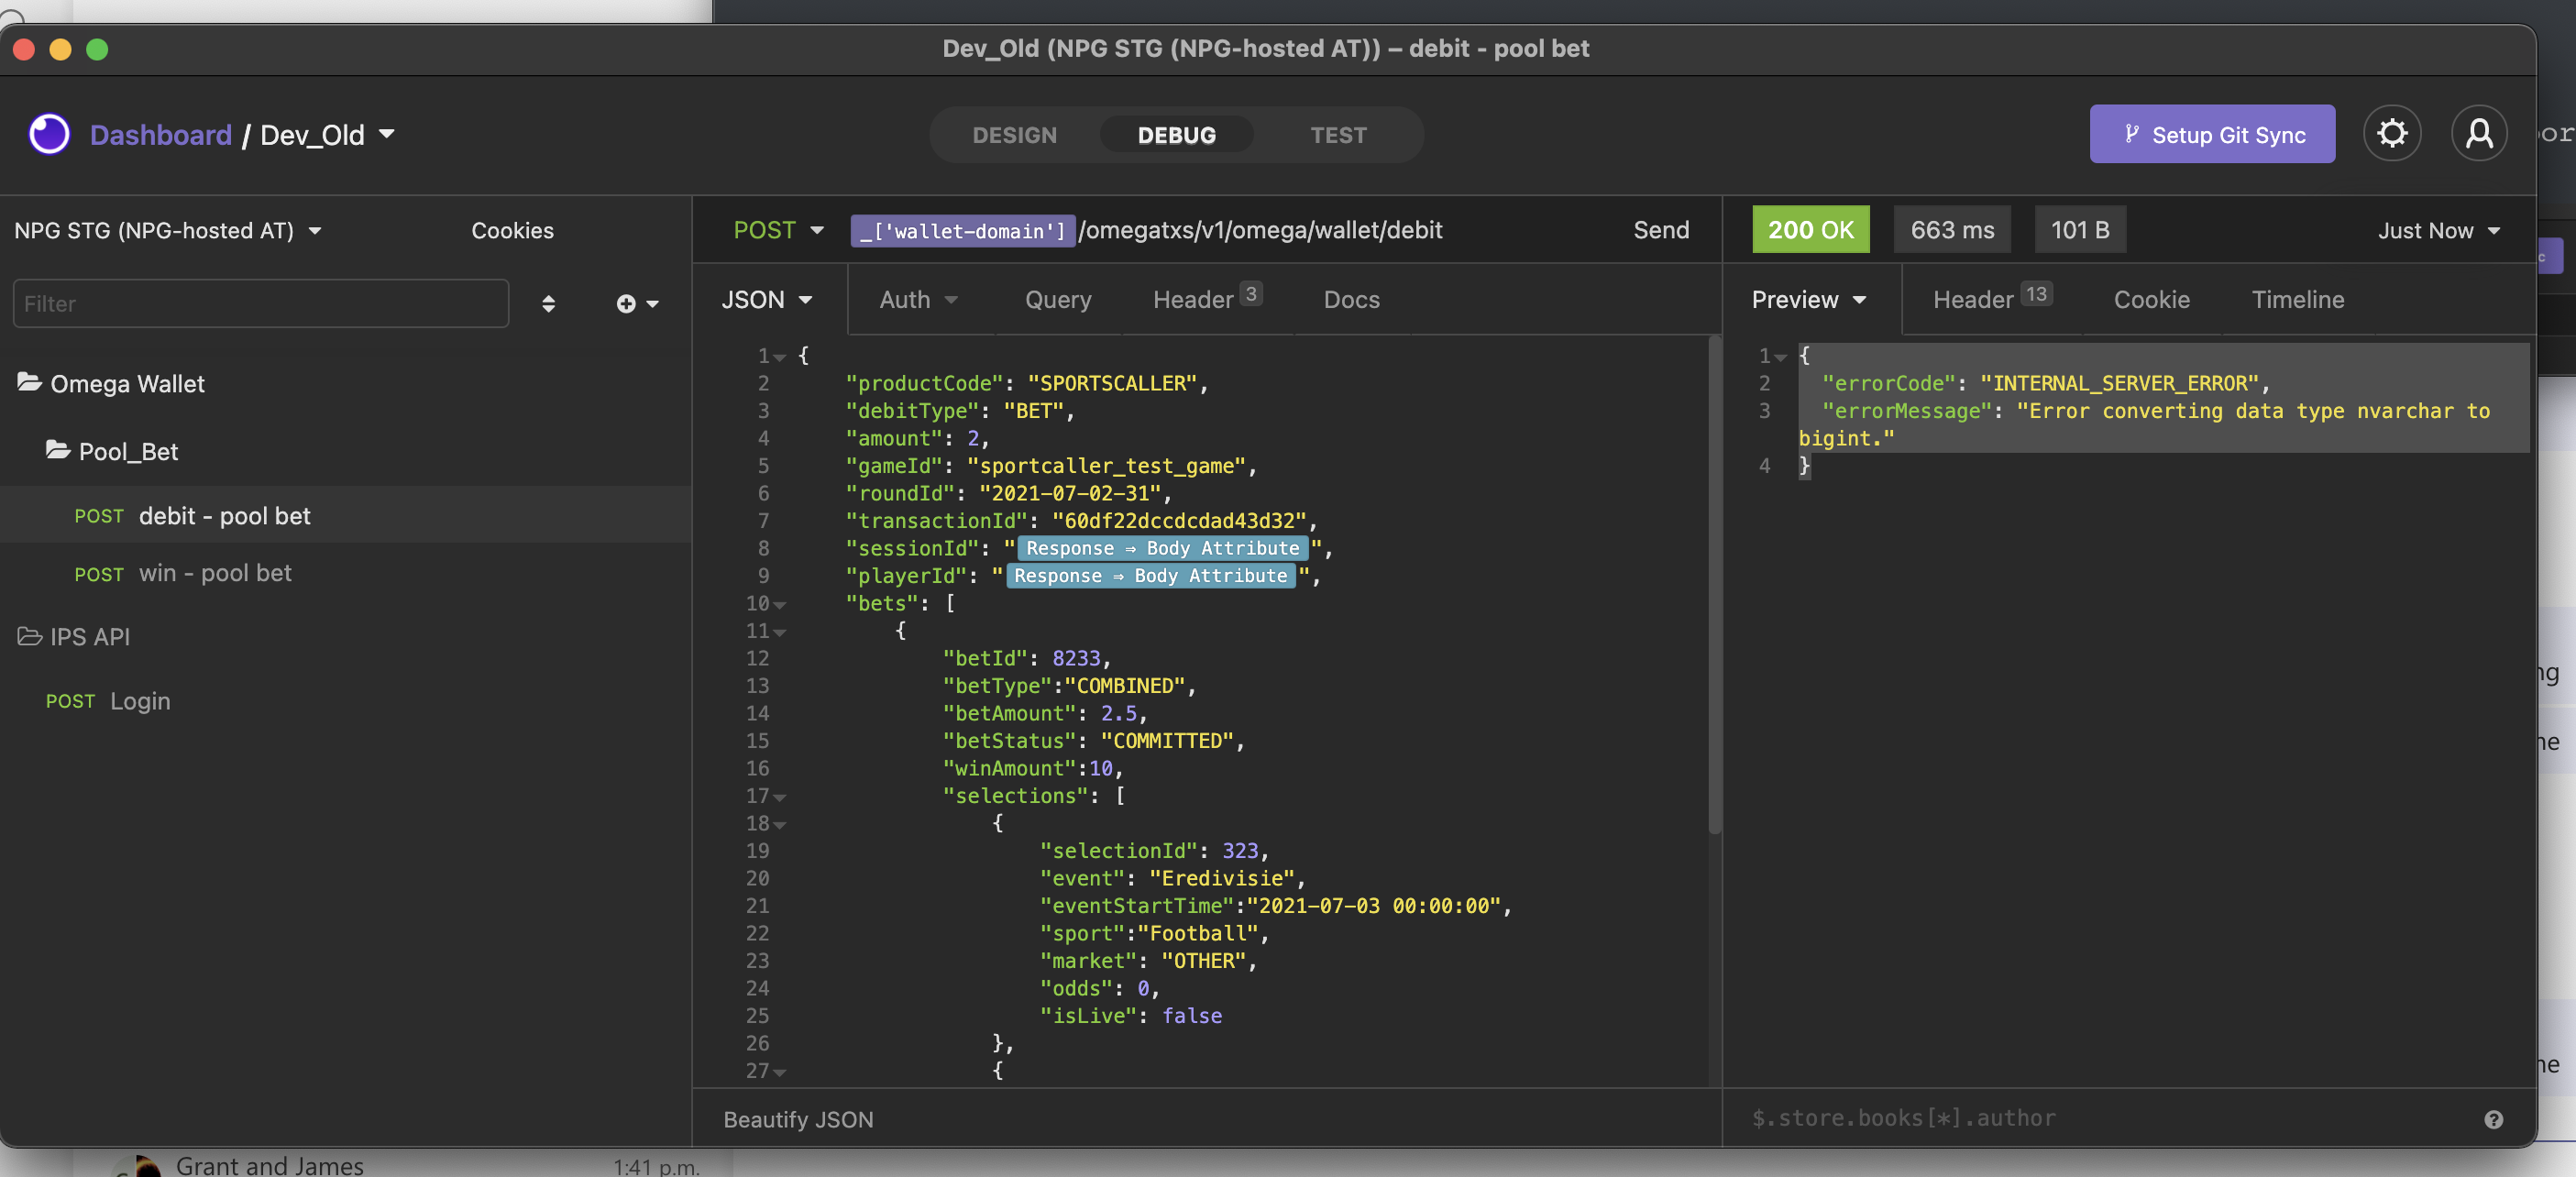 Dev_Old (NPG STG (NPG-hosted AT)) – debit - pool bet
Dashboard / Dev_Old
DESIGN DEBUG TEST
Setup Git Sync
NPG STG (NPG-hosted AT) Cookies
POST _['wallet-domain'] /omegatxs/v1/omega/wallet/debit Send
200 OK 663 ms 101 B Just Now
Filter
JSON Auth Query Header 3 Docs
Preview Header 13 Cookie Timeline
Omega Wallet
Pool_Bet
POST debit - pool bet
POST win - pool bet
IPS API
POST Login
1 {
2 "productCode": "SPORTSCALLER",
3 "debitType": "BET",
4 "amount": 2,
5 "gameId": "sportcaller_test_game",
6 "roundId": "2021-07-02-31",
7 "transactionId": "60df22dccdcdad43d32",
8 "sessionId": "Response ⇒ Body Attribute",
9 "playerId": "Response ⇒ Body Attribute",
10 "bets": [
11 {
12 "betId": 8233,
13 "betType":"COMBINED",
14 "betAmount": 2.5,
15 "betStatus": "COMMITTED",
16 "winAmount":10,
17 "selections": [
18 {
19 "selectionId": 323,
20 "event": "Eredivisie",
21 "eventStartTime":"2021-07-03 00:00:00",
22 "sport":"Football",
23 "market": "OTHER",
24 "odds": 0,
25 "isLive": false
26 },
27 {
Beautify JSON
1 {
2 "errorCode": "INTERNAL_SERVER_ERROR",
3 "errorMessage": "Error converting data type nvarchar to
bigint."
4 }
$.store.books[*].author
Grant and James 1:41 p.m.